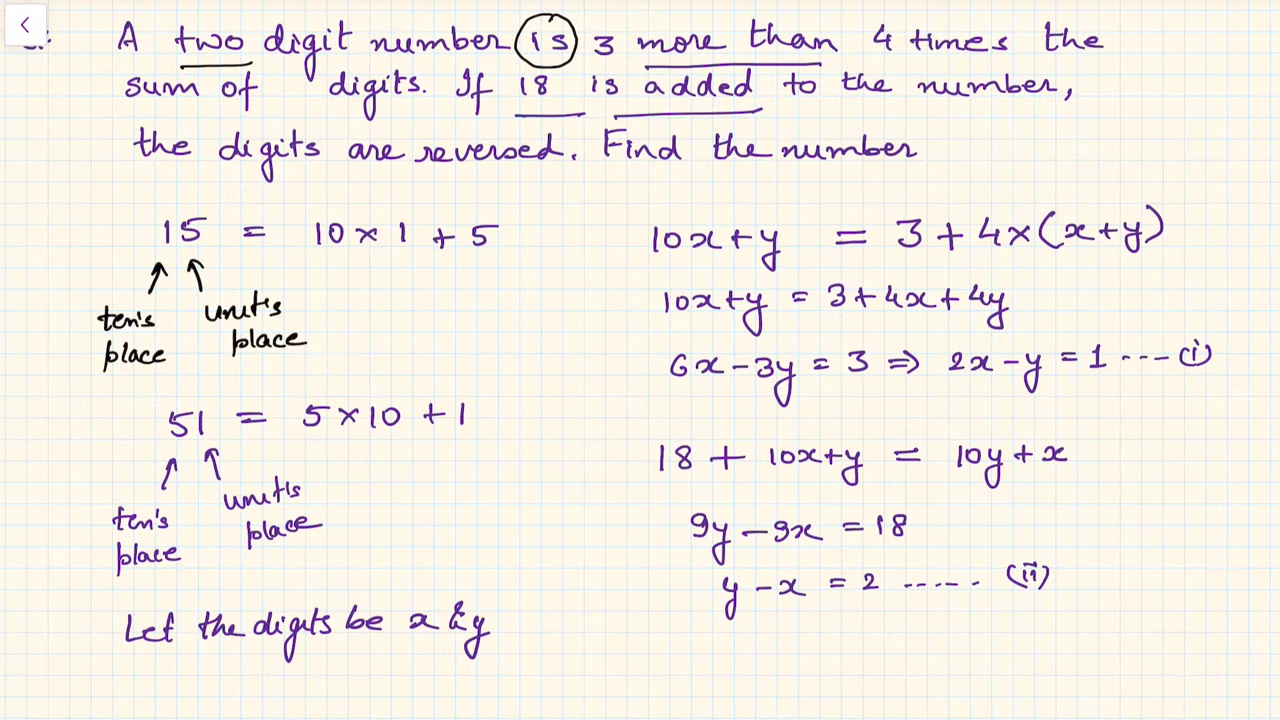 A two digit number is 3 more than 4 times the
sum of digits. If 18 is added to the number,
the digits are reversed. Find the number
15 = 10 × 1 + 5
ten's place
unit's place
51 = 5 × 10 + 1
ten's place
unit's place
Let the digits be x & y
10x + y = 3 + 4 × (x + y)
10x + y = 3 + 4x + 4y
6x - 3y = 3 ⇒ 2x - y = 1 --- (i)
18 + 10x + y = 10y + x
9y - 9x = 18
y - x = 2 ...... (ii)